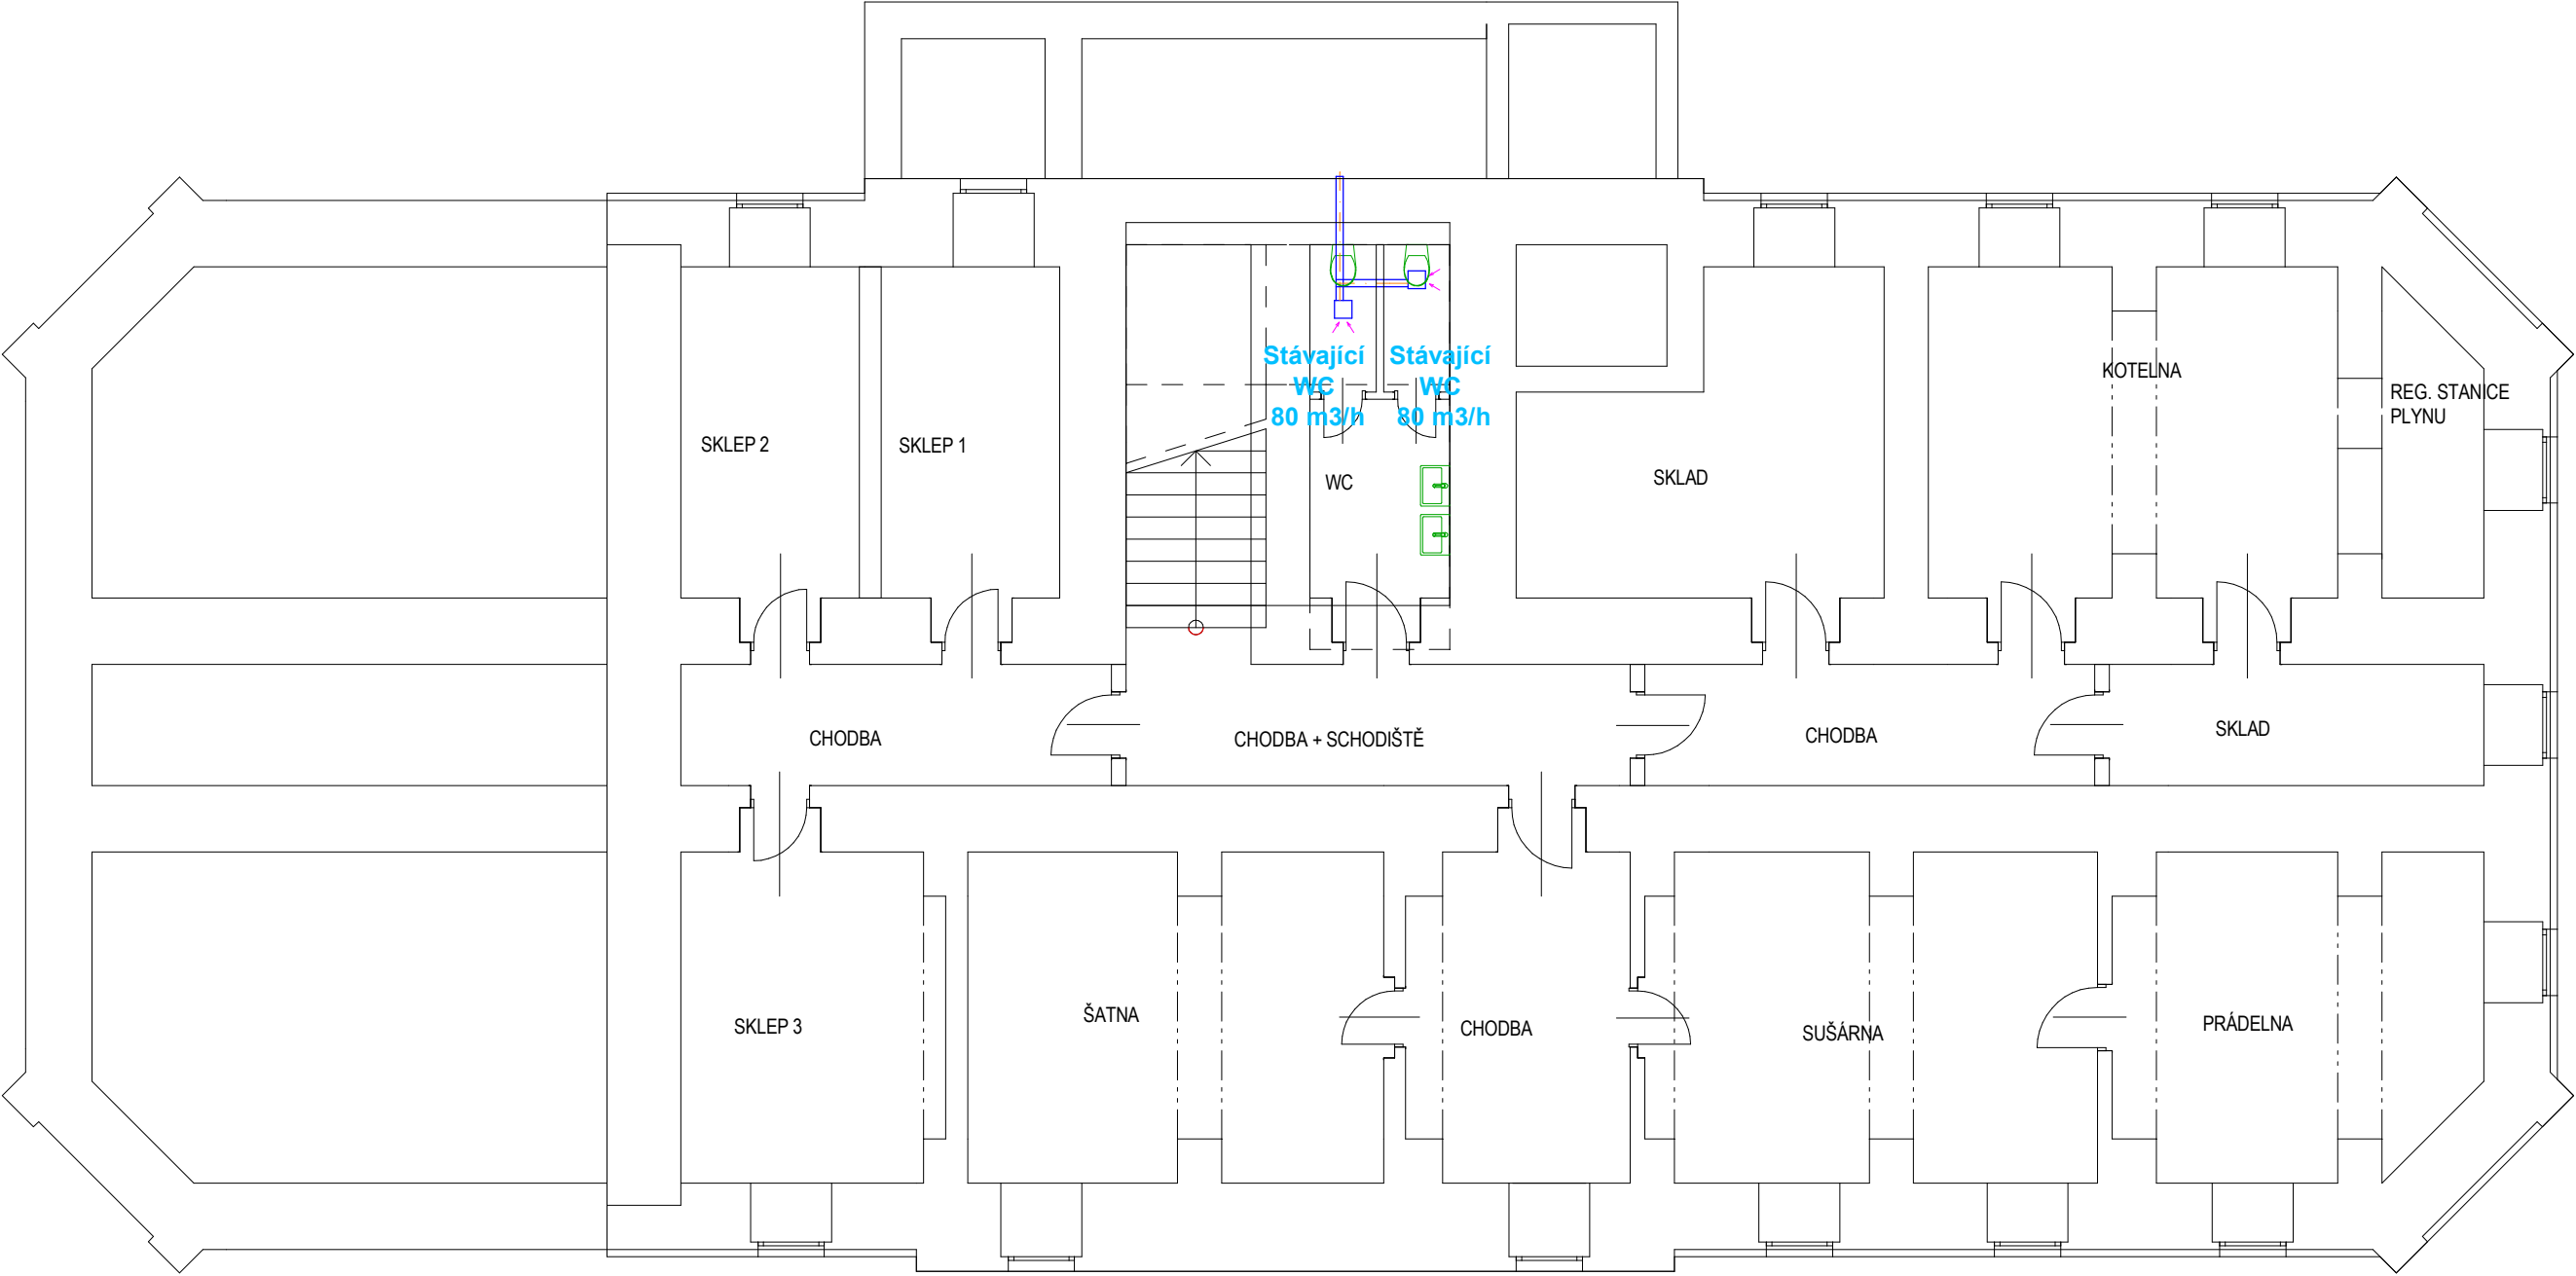 Stávající
WC
80 m3/h
Stávající
WC
80 m3/h
KOTELNA
REG. STANICE
PLYNU
SKLEP 2
SKLEP 1
WC
SKLAD
CHODBA
CHODBA + SCHODIŠTĚ
CHODBA
SKLAD
SKLEP 3
ŠATNA
CHODBA
SUŠÁRNA
PRÁDELNA